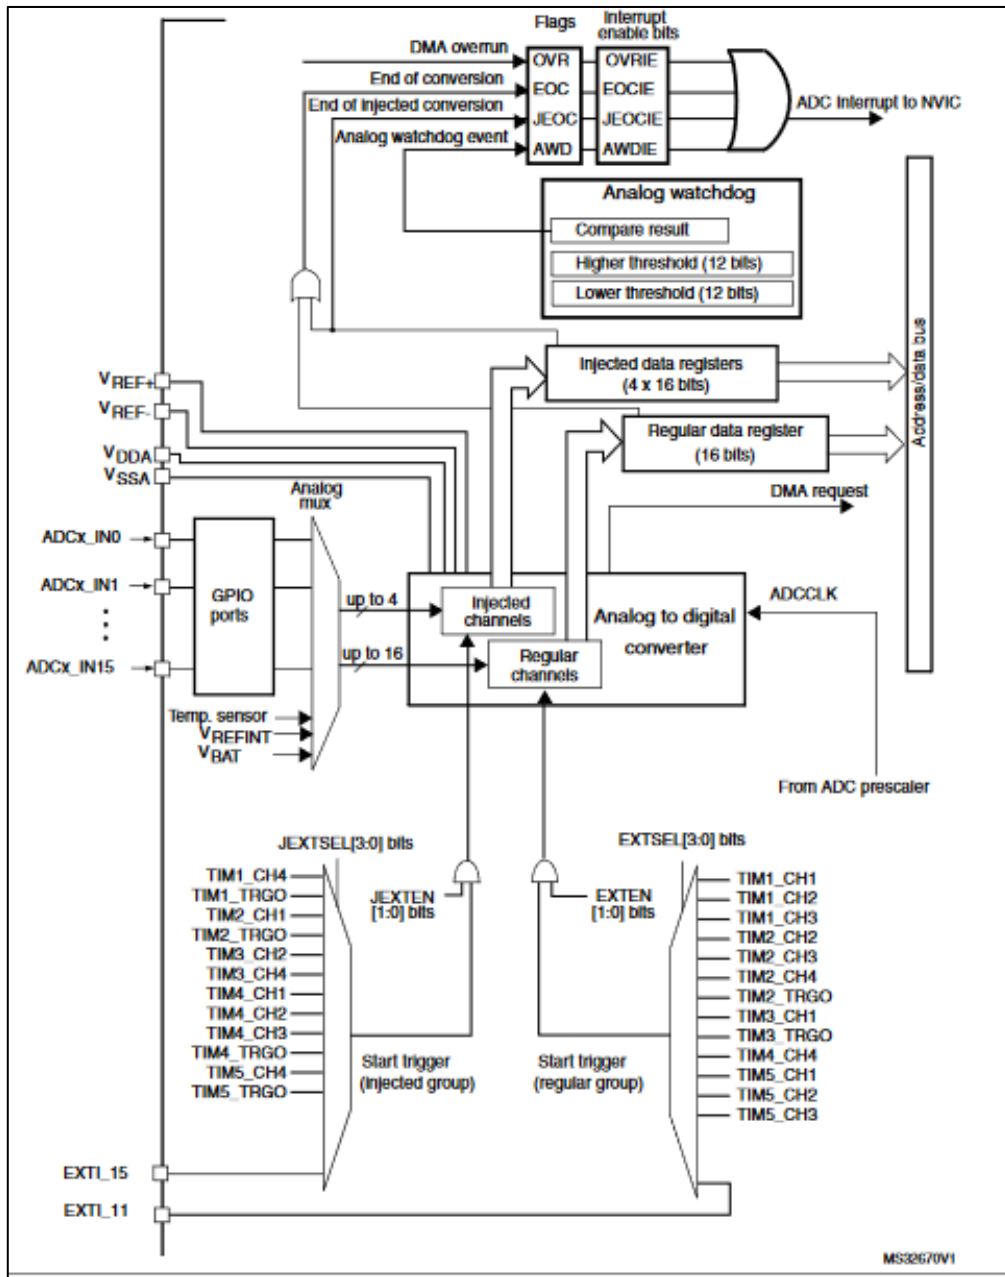 Flags
Interrupt
enable bits
DMA overrun
OVR
OVRIE
End of conversion
EOC
EOCIE
End of injected conversion
JEOC
JEOCIE
ADC Interrupt to NVIC
Analog watchdog event
AWD
AWDIE
Analog watchdog
Compare result
Higher threshold (12 bits)
Lower threshold (12 bits)
Address/data bus
Injected data registers
(4 x 16 bits)
VREF+
VREF-
Regular data register
(16 bits)
VDDA
VSSA
DMA request
Analog
mux
ADCx_IN0
ADCx_IN1
GPIO
ports
up to 4
Injected
channels
Analog to digital
converter
ADCCLK
ADCx_IN15
up to 16
Regular
channels
Temp. sensor
VREFINT
VBAT
From ADC prescaler
JEXTSEL[3:0] bits
EXTSEL[3:0] bits
TIM1_CH4
TIM1_TRGO
TIM2_CH1
TIM2_TRGO
TIM3_CH2
TIM3_CH4
TIM4_CH1
TIM4_CH2
TIM4_CH3
TIM4_TRGO
TIM5_CH4
TIM5_TRGO
JEXTEN
[1:0] bits
EXTEN
[1:0] bits
TIM1_CH1
TIM1_CH2
TIM1_CH3
TIM2_CH2
TIM2_CH3
TIM2_CH4
TIM2_TRGO
TIM3_CH1
TIM3_TRGO
TIM4_CH4
TIM5_CH1
TIM5_CH2
TIM5_CH3
Start trigger
(injected group)
Start trigger
(regular group)
EXTI_15
EXTI_11
MS32670V1